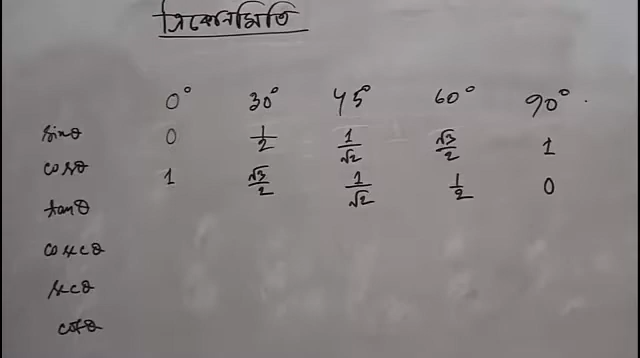 ত্রিকোনমিতি
0° 30° 45° 60° 90°
sinθ 0 1/2 1/√2 √3/2 1
cosθ 1 √3/2 1/√2 1/2 0
tanθ
cosecθ
secθ
cotθ